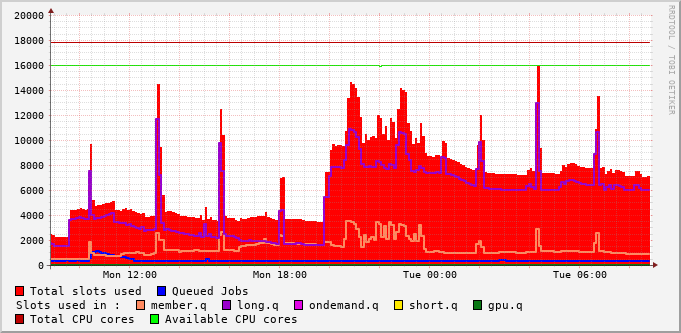 20000
18000
16000
14000
12000
10000
8000
6000
4000
2000
0
Mon 12:00 Mon 18:00 Tue 00:00 Tue 06:00
RRDTOOL / TOBI OETIKER
Total slots used Queued Jobs
Slots used in : member.q long.q ondemand.q short.q gpu.q
Total CPU cores Available CPU cores